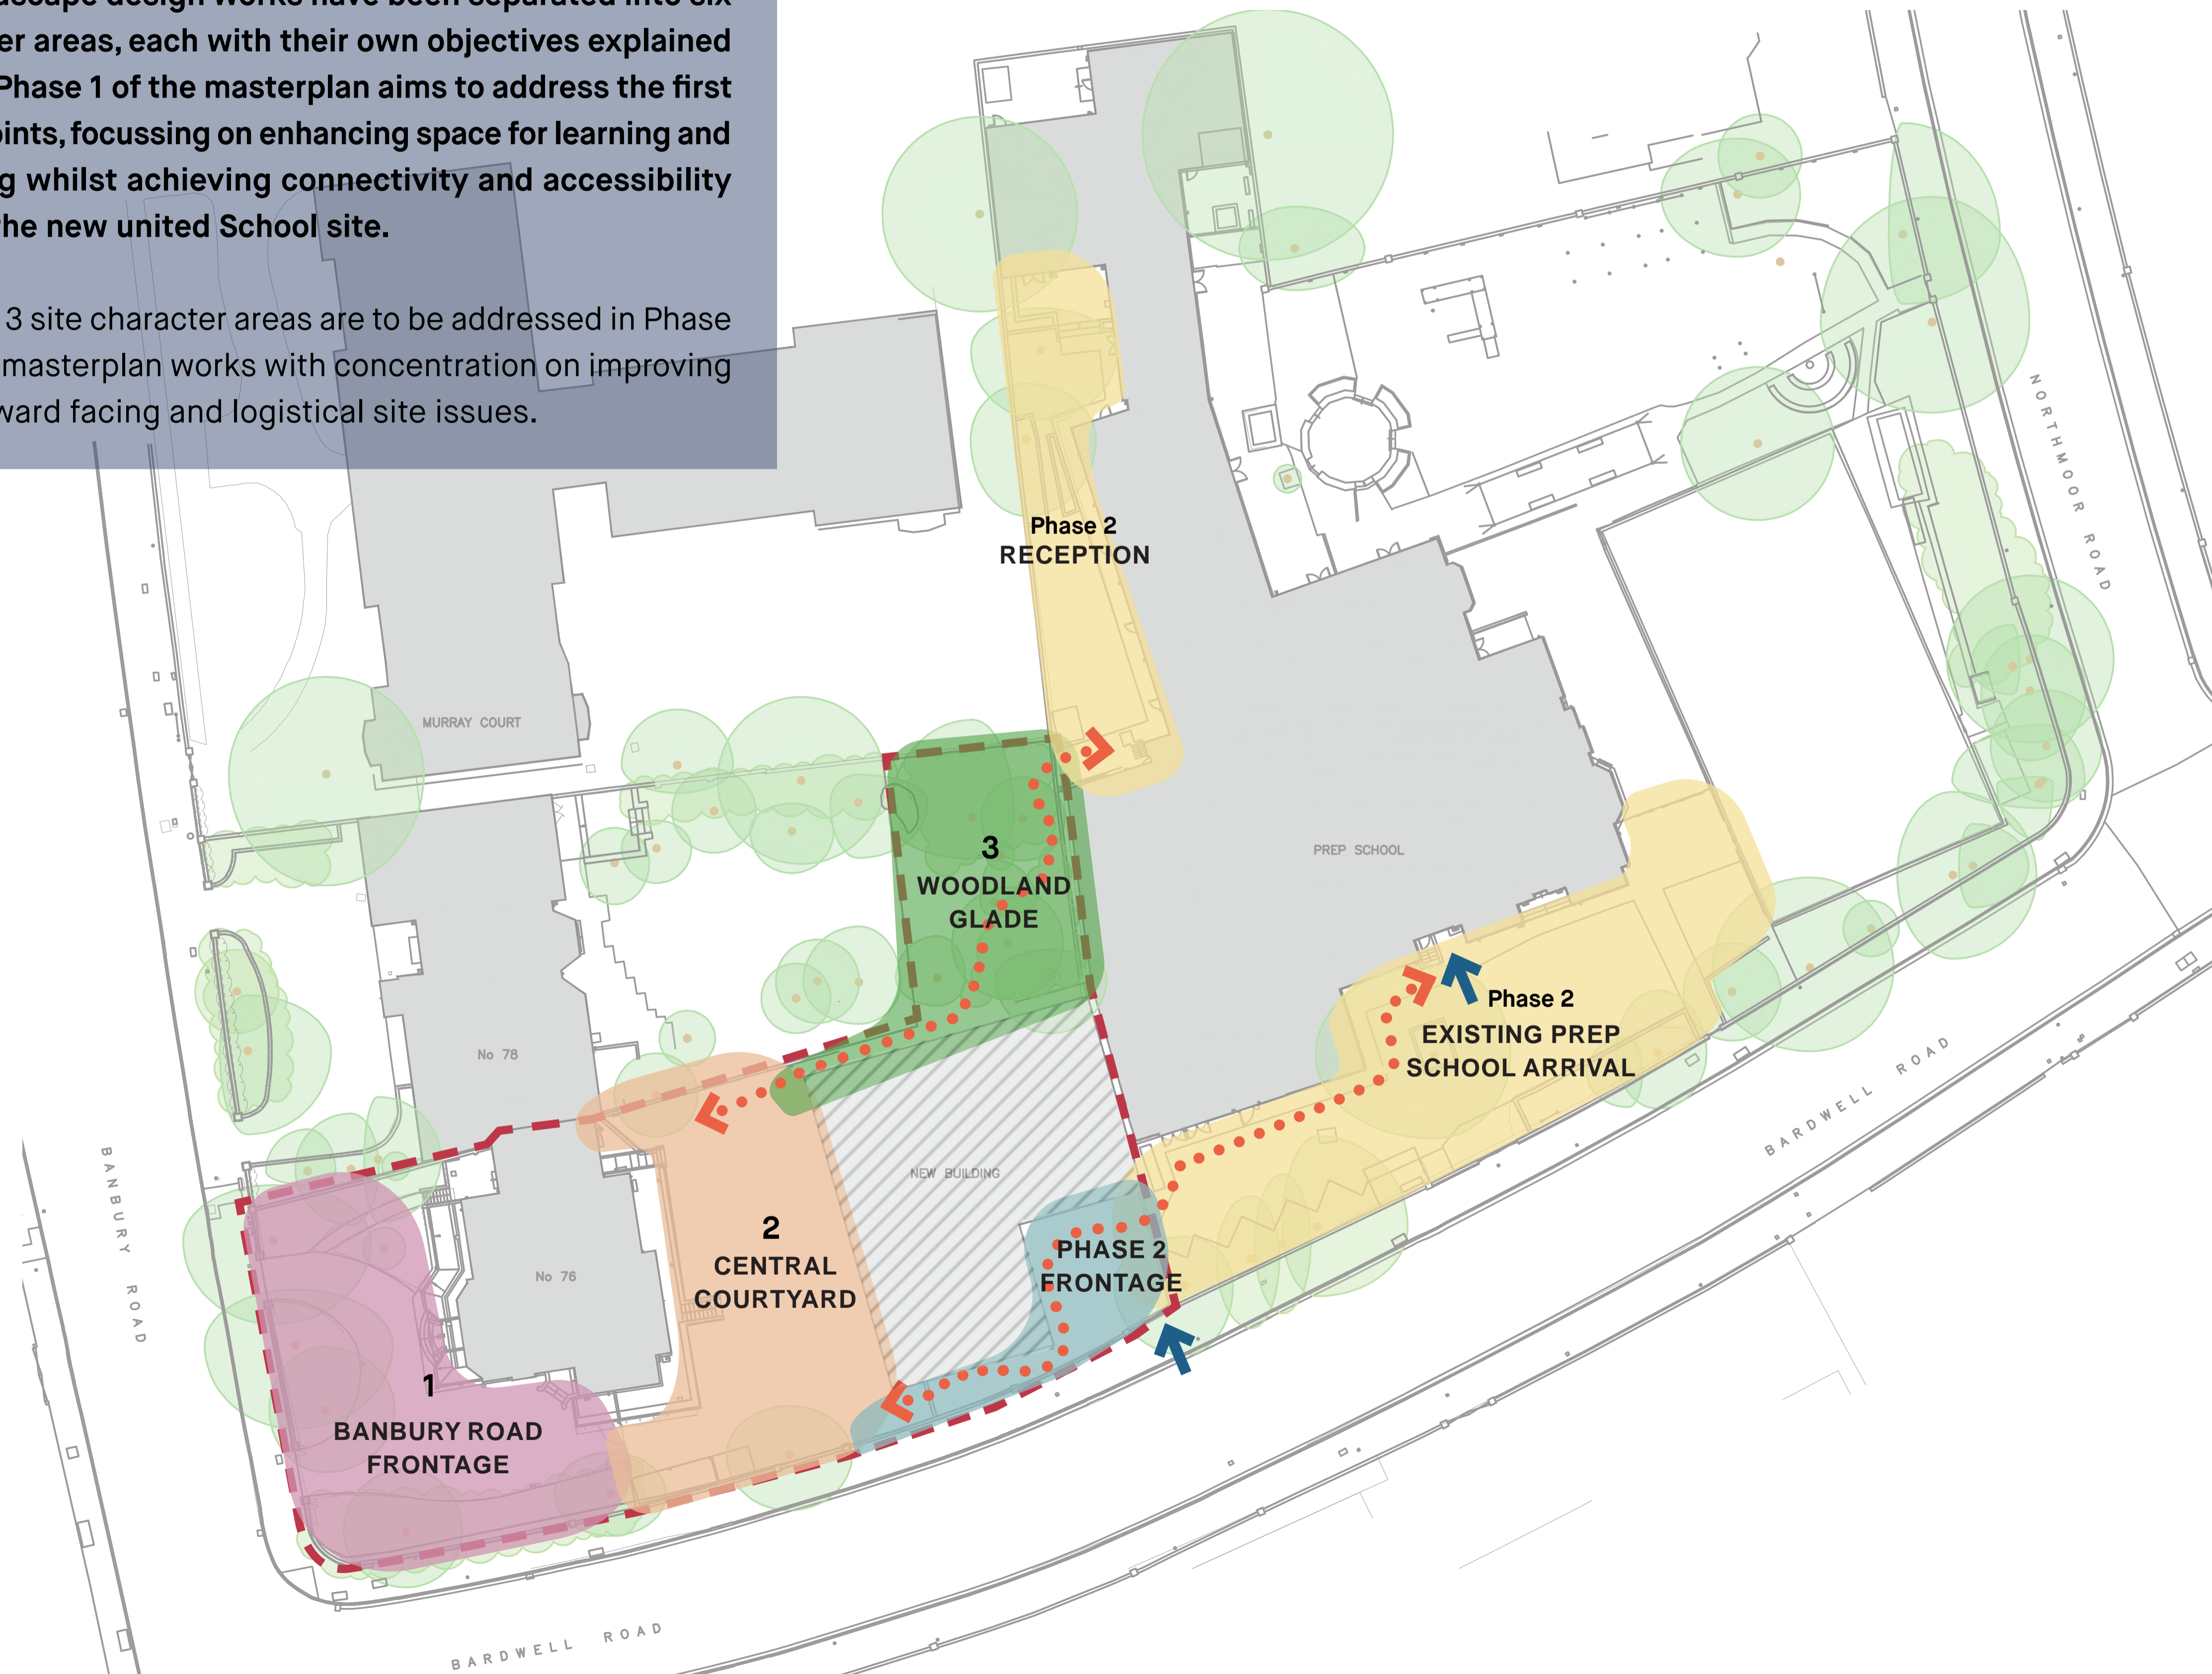 er areas, each with their own objectives explained
Phase 1 of the masterplan aims to address the first
focussing on enhancing space for learning and
whilst achieving connectivity and accessibility
new united School site.
3 site character areas are to be addressed in Phase
masterplan works with concentration on improving
facing and logistical site issues.
NORTHMOOR ROAD
Phase 2
RECEPTION
MURRAY COURT
3
WOODLAND
GLADE
PREP SCHOOL
Phase 2
EXISTING PREP
SCHOOL ARRIVAL
No 78
BANBURY ROAD
BARDWELL ROAD
NEW BUILDING
2
CENTRAL
COURTYARD
PHASE 2
FRONTAGE
No 76
1
BANBURY ROAD
FRONTAGE
BARDWELL ROAD